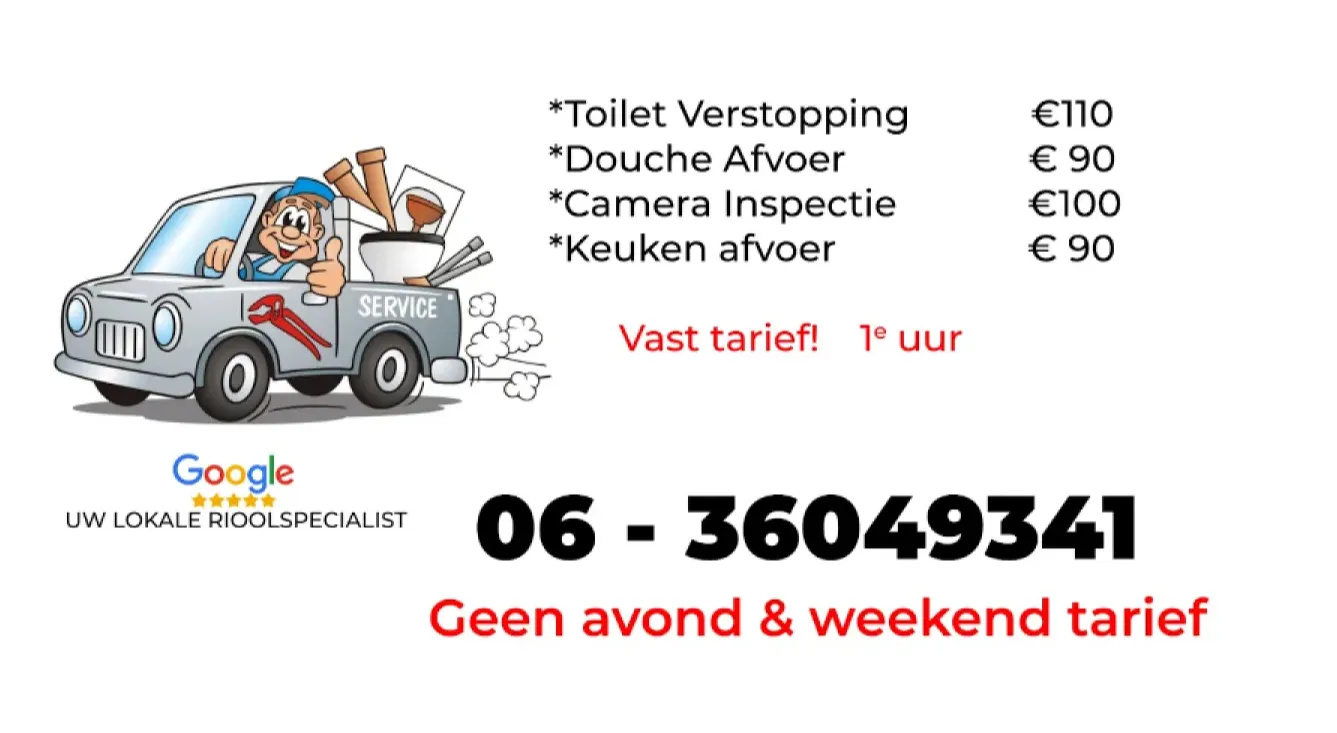 *Toilet Verstopping €110
*Douche Afvoer € 90
*Camera Inspectie €100
*Keuken afvoer € 90
Vast tarief! 1e uur
SERVICE
Google
UW LOKALE RIOOLSPECIALIST
06 - 36049341
Geen avond & weekend tarief